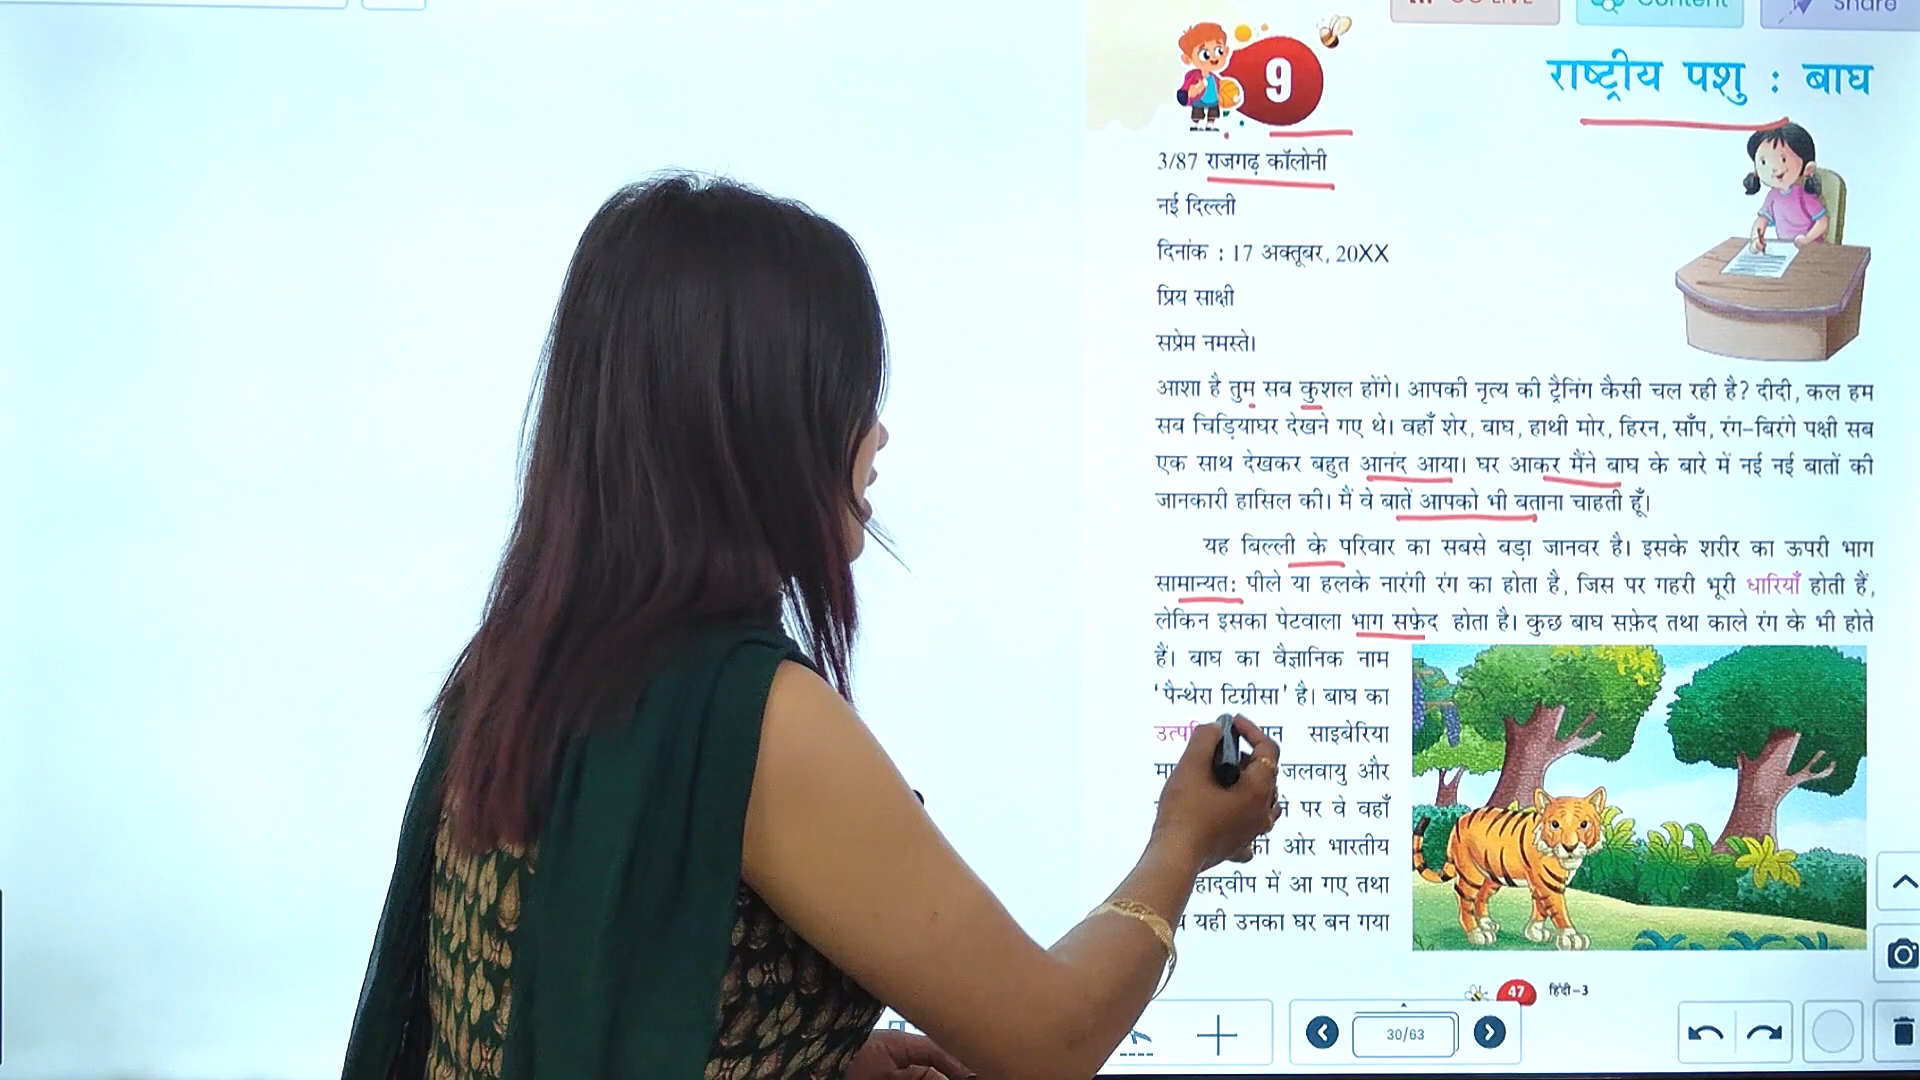 GO LIVE
Content
Share
9
राष्ट्रीय पशु : बाघ
3/87 राजगढ़ कॉलोनी
नई दिल्ली
दिनांक : 17 अक्तूबर, 20XX
प्रिय साक्षी
सप्रेम नमस्ते।
आशा है तुम सब कुशल होंगे। आपकी नृत्य की ट्रैनिंग कैसी चल रही है? दीदी, कल हम
सब चिड़ियाघर देखने गए थे। वहाँ शेर, बाघ, हाथी मोर, हिरन, साँप, रंग-बिरंगे पक्षी सब
एक साथ देखकर बहुत आनंद आया। घर आकर मैंने बाघ के बारे में नई नई बातों की
जानकारी हासिल की। मैं वे बातें आपको भी बताना चाहती हूँ।
यह बिल्ली के परिवार का सबसे बड़ा जानवर है। इसके शरीर का ऊपरी भाग
सामान्यत: पीले या हलके नारंगी रंग का होता है, जिस पर गहरी भूरी धारियाँ होती हैं,
लेकिन इसका पेटवाला भाग सफ़ेद होता है। कुछ बाघ सफ़ेद तथा काले रंग के भी होते
हैं। बाघ का वैज्ञानिक नाम
'पैन्थेरा टिग्रीसा' है। बाघ का
साइबेरिया
जलवायु और
पर वे वहाँ
की ओर भारतीय
में आ गए तथा
यही उनका घर बन गया
47 हिंदी-3
30/63